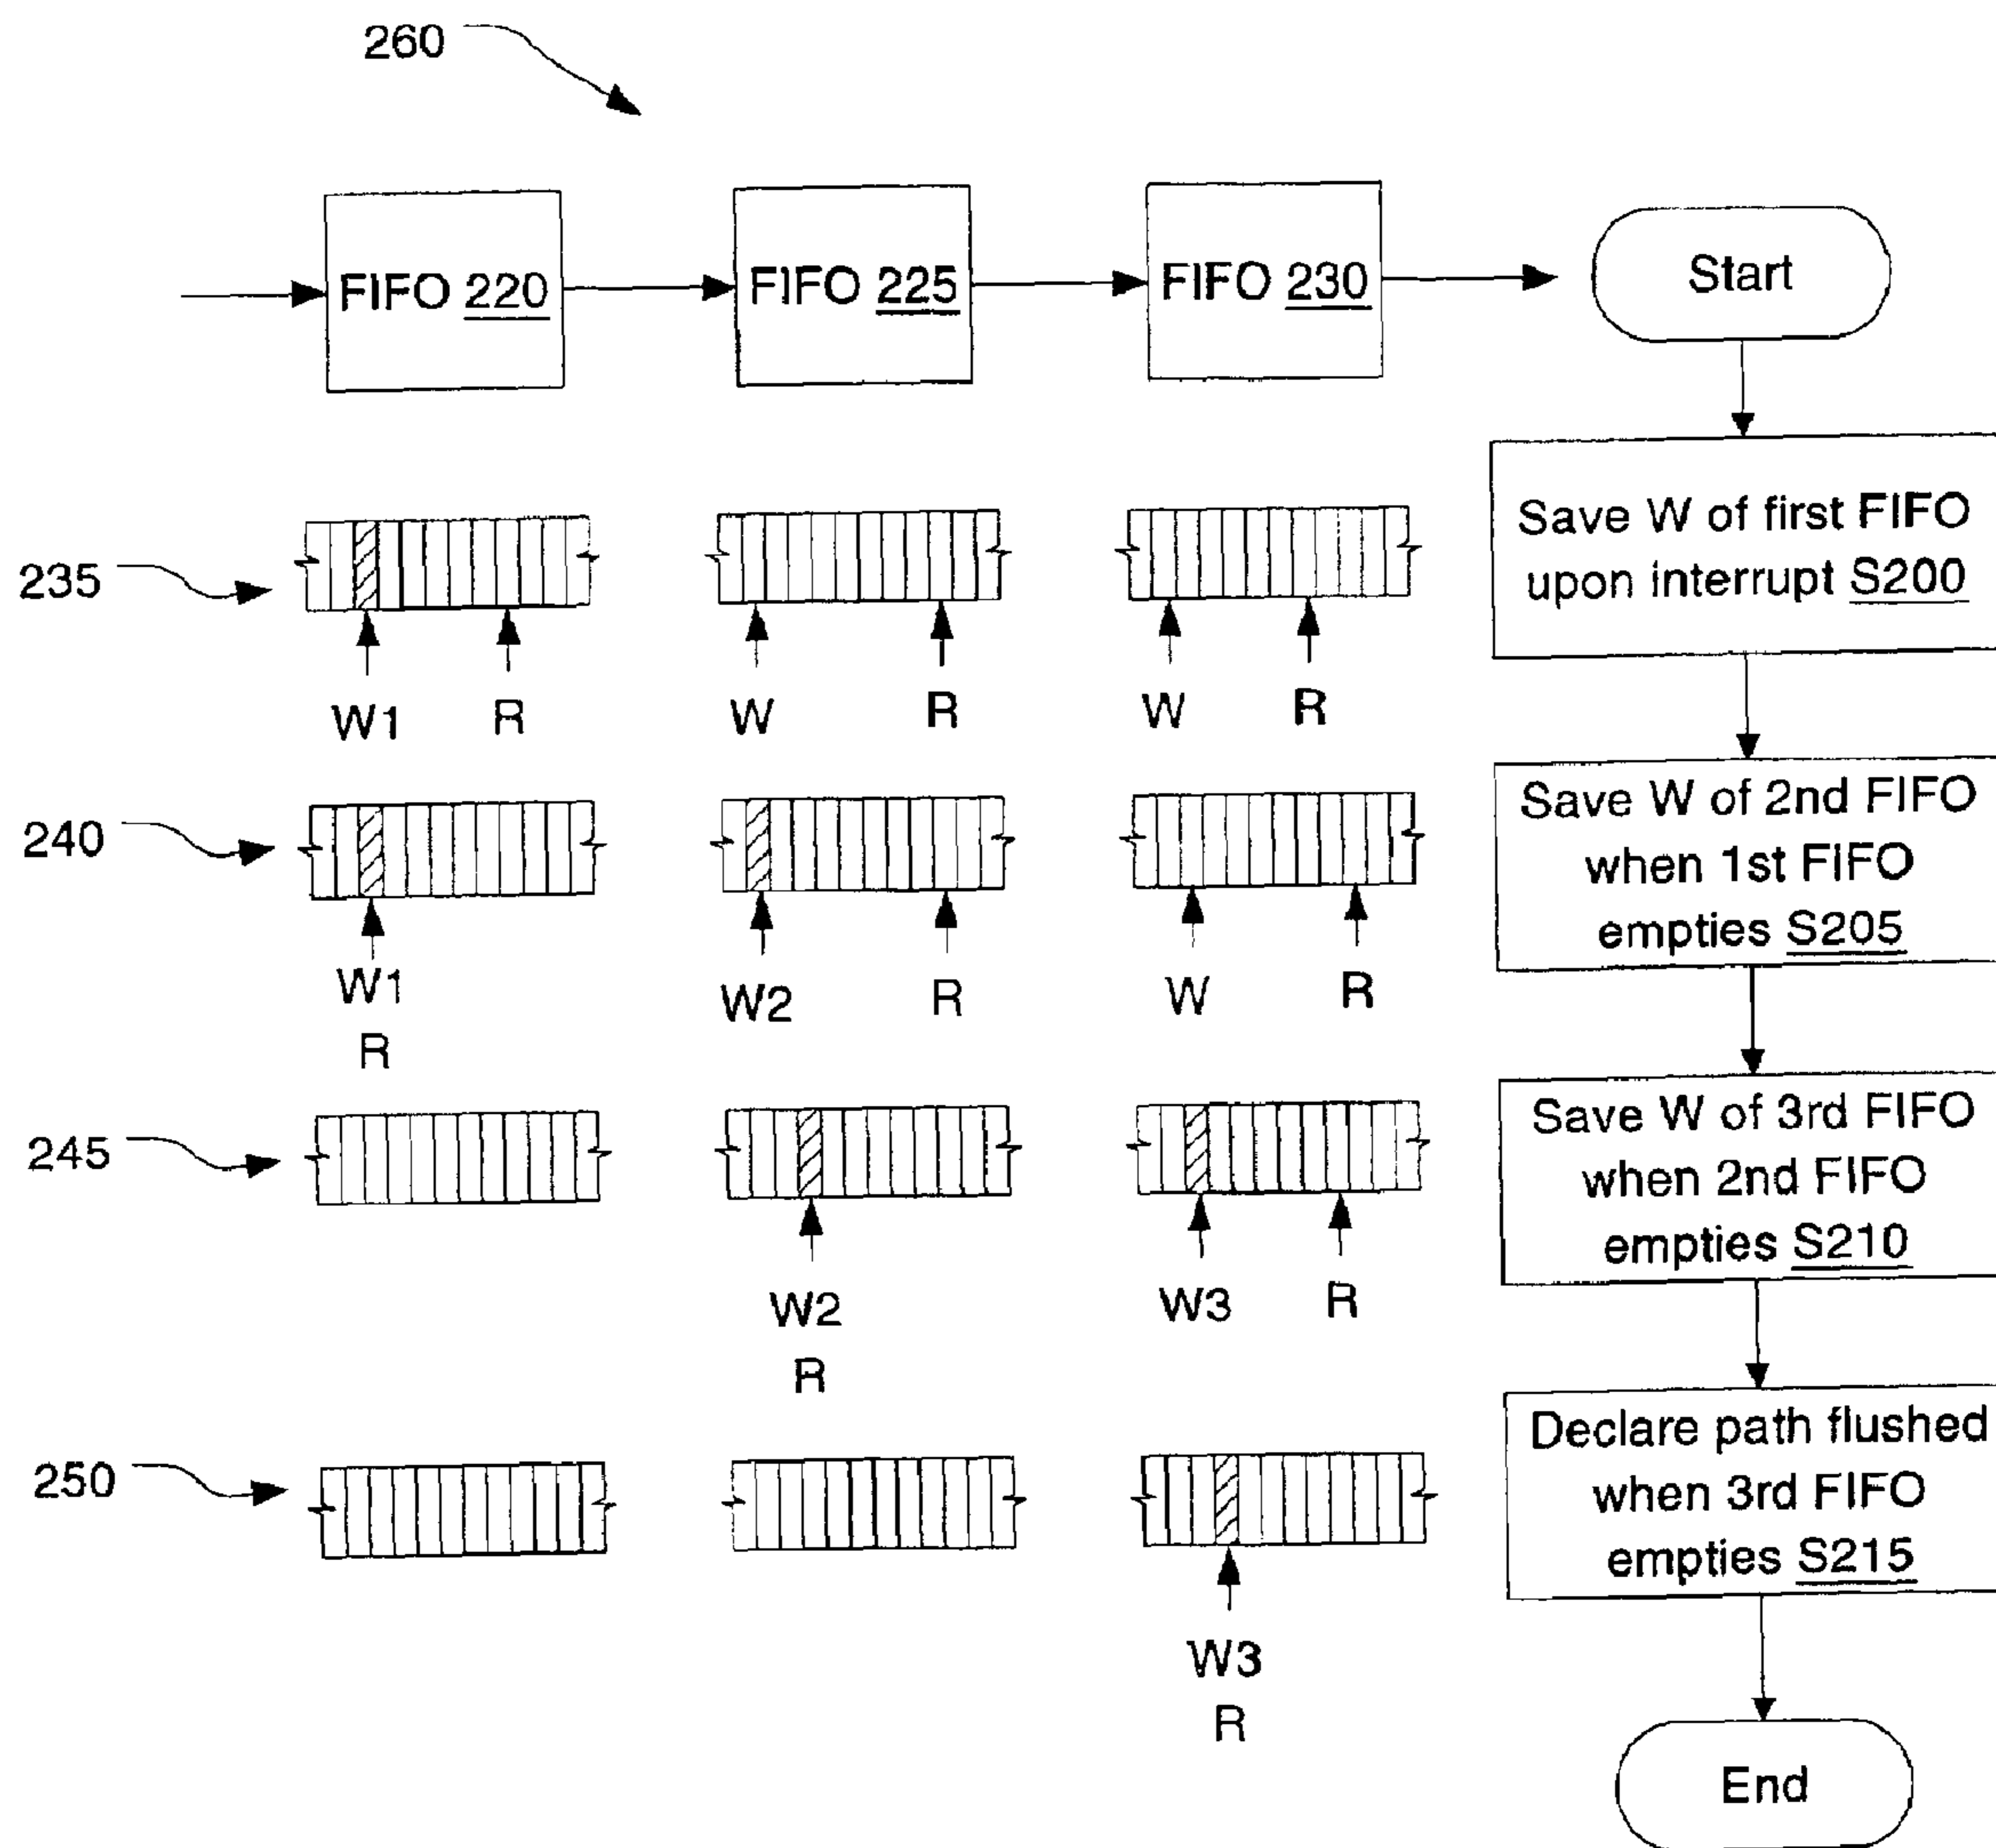 260
FIFO 220
FIFO 225
FIFO 230
Start
235
W1
R
W
R
W
R
Save W of first FIFO
upon interrupt S200
240
W1
R
W2
R
W
R
Save W of 2nd FIFO
when 1st FIFO
empties S205
245
W2
R
W3
R
Save W of 3rd FIFO
when 2nd FIFO
empties S210
250
W3
R
Declare path flushed
when 3rd FIFO
empties S215
End